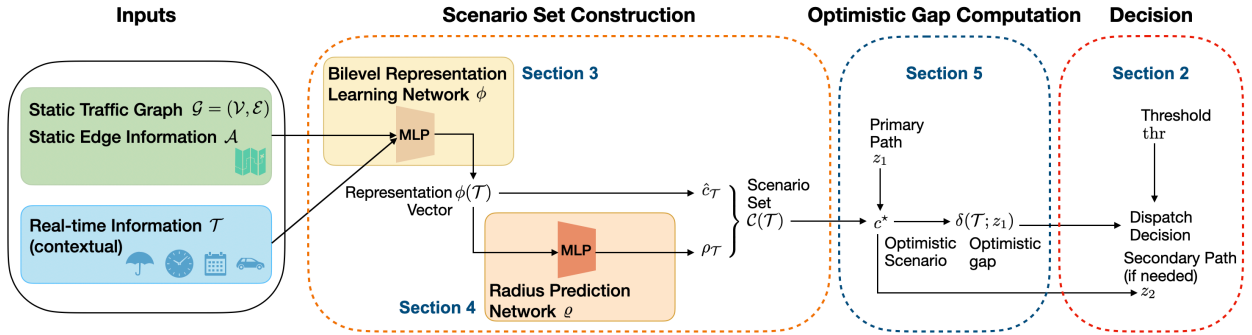 Inputs
Scenario Set Construction
Optimistic Gap Computation
Decision
Static Traffic Graph 𝒢 = (𝒱, ℰ)
Static Edge Information 𝒜
Real-time Information 𝒯
(contextual)
Bilevel Representation
Learning Network ϕ
MLP
Section 3
Representation ϕ(𝒯)
Vector
MLP
Radius Prediction
Network ϱ
Section 4
ĉ_𝒯
ρ_𝒯
Scenario
Set
𝒞(𝒯)
Section 5
Primary
Path
z₁
c⋆
δ(𝒯; z₁)
Optimistic
Scenario
Optimistic
gap
Section 2
Threshold
thr
Dispatch
Decision
Secondary Path
(if needed)
z₂